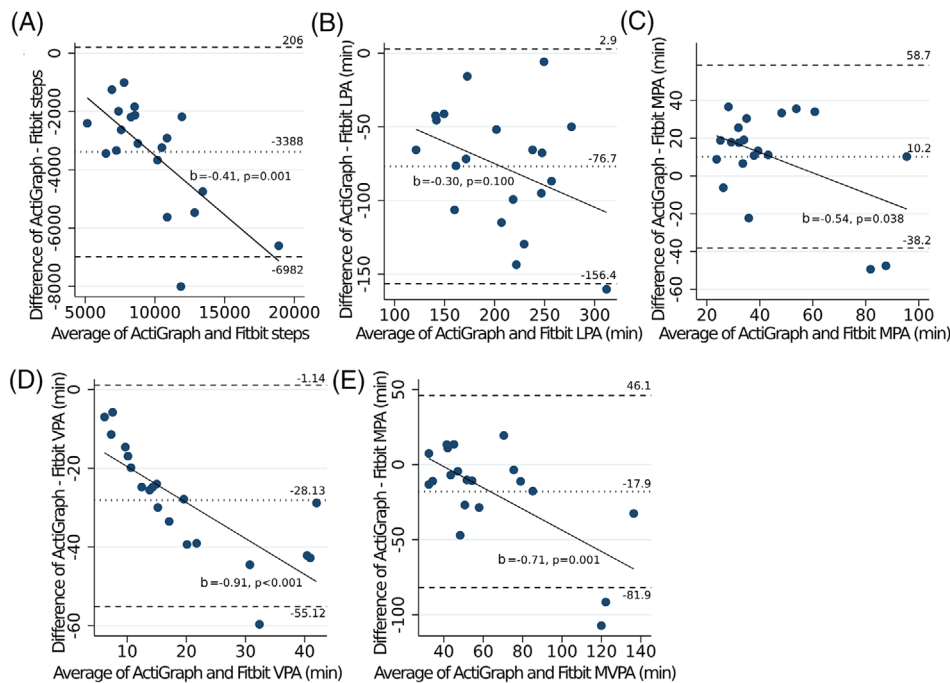 (A)
Difference of ActiGraph - Fitbit steps
0
-2000
-4000
-6000
-8000
206
-3388
b=-0.41, p=0.001
-6982
5000 10000 15000 20000
Average of ActiGraph and Fitbit steps
(B)
Difference of ActiGraph - Fitbit LPA (min)
0
-50
-100
-150
2.9
-76.7
b=-0.30, p=0.100
-156.4
100 150 200 250 300
Average of ActiGraph and Fitbit LPA (min)
(C)
Difference of ActiGraph - Fitbit MPA (min)
40
20
0
-20
-40
-60
58.7
10.2
b=-0.54, p=0.038
-38.2
20 40 60 80 100
Average of ActiGraph and Fitbit MPA (min)
(D)
Difference of ActiGraph - Fitbit VPA (min)
0
-20
-40
-60
-1.14
-28.13
b=-0.91, p<0.001
-55.12
10 20 30 40
Average of ActiGraph and Fitbit VPA (min)
(E)
Difference of ActiGraph - Fitbit MPA (min)
50
0
-50
-100
46.1
-17.9
b=-0.71, p=0.001
-81.9
40 60 80 100 120 140
Average of ActiGraph and Fitbit MVPA (min)